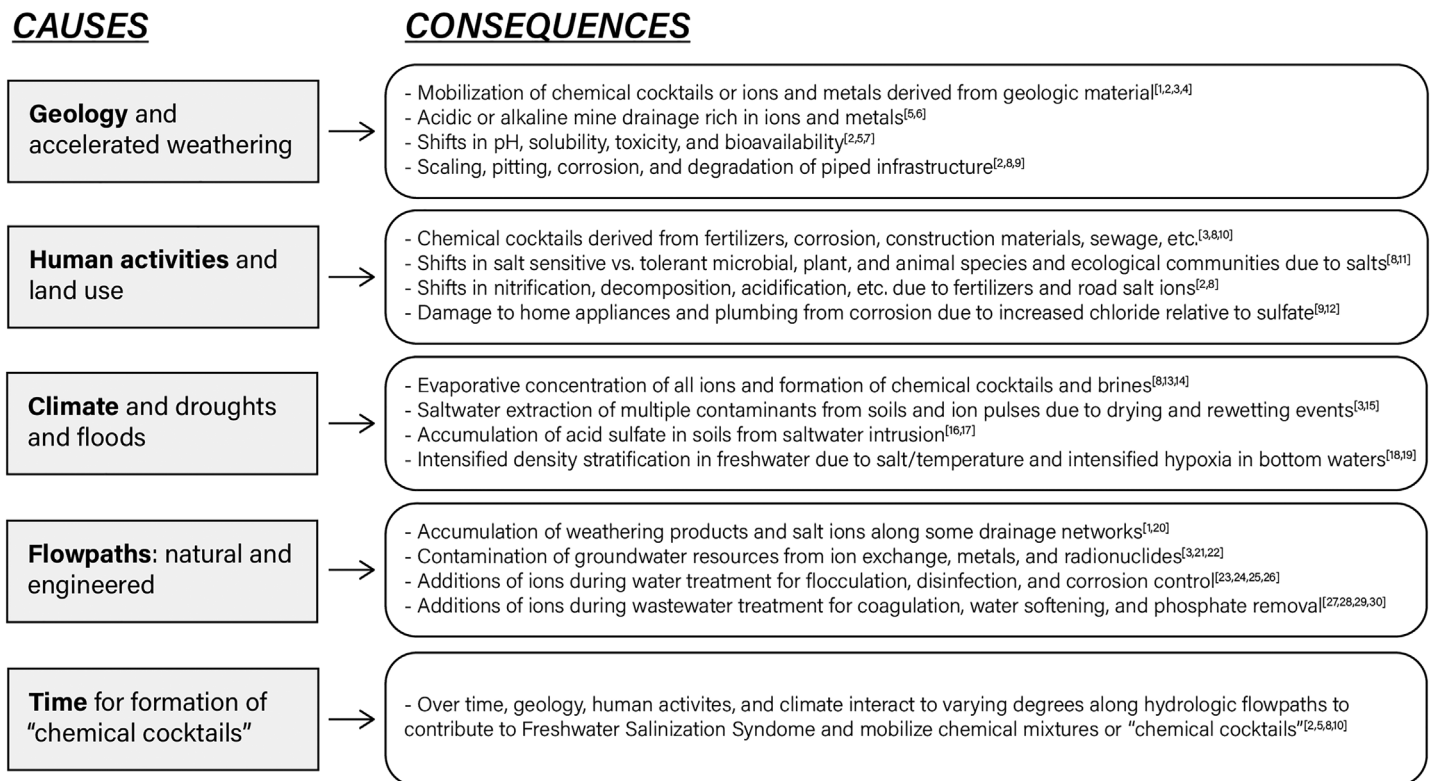 CAUSES
CONSEQUENCES
Geology and
accelerated weathering
- Mobilization of chemical cocktails or ions and metals derived from geologic material[1,2,3,4]
- Acidic or alkaline mine drainage rich in ions and metals[5,6]
- Shifts in pH, solubility, toxicity, and bioavailability[2,5,7]
- Scaling, pitting, corrosion, and degradation of piped infrastructure[2,8,9]
Human activities and
land use
- Chemical cocktails derived from fertilizers, corrosion, construction materials, sewage, etc.[3,8,10]
- Shifts in salt sensitive vs. tolerant microbial, plant, and animal species and ecological communities due to salts[8,11]
- Shifts in nitrification, decomposition, acidification, etc. due to fertilizers and road salt ions[2,8]
- Damage to home appliances and plumbing from corrosion due to increased chloride relative to sulfate[9,12]
Climate and droughts
and floods
- Evaporative concentration of all ions and formation of chemical cocktails and brines[8,13,14]
- Saltwater extraction of multiple contaminants from soils and ion pulses due to drying and rewetting events[3,15]
- Accumulation of acid sulfate in soils from saltwater intrusion[16,17]
- Intensified density stratification in freshwater due to salt/temperature and intensified hypoxia in bottom waters[18,19]
Flowpaths: natural and
engineered
- Accumulation of weathering products and salt ions along some drainage networks[1,20]
- Contamination of groundwater resources from ion exchange, metals, and radionuclides[3,21,22]
- Additions of ions during water treatment for flocculation, disinfection, and corrosion control[23,24,25,26]
- Additions of ions during wastewater treatment for coagulation, water softening, and phosphate removal[27,28,29,30]
Time for formation of
“chemical cocktails”
- Over time, geology, human activites, and climate interact to varying degrees along hydrologic flowpaths to
contribute to Freshwater Salinization Syndome and mobilize chemical mixtures or “chemical cocktails”[2,5,8,10]